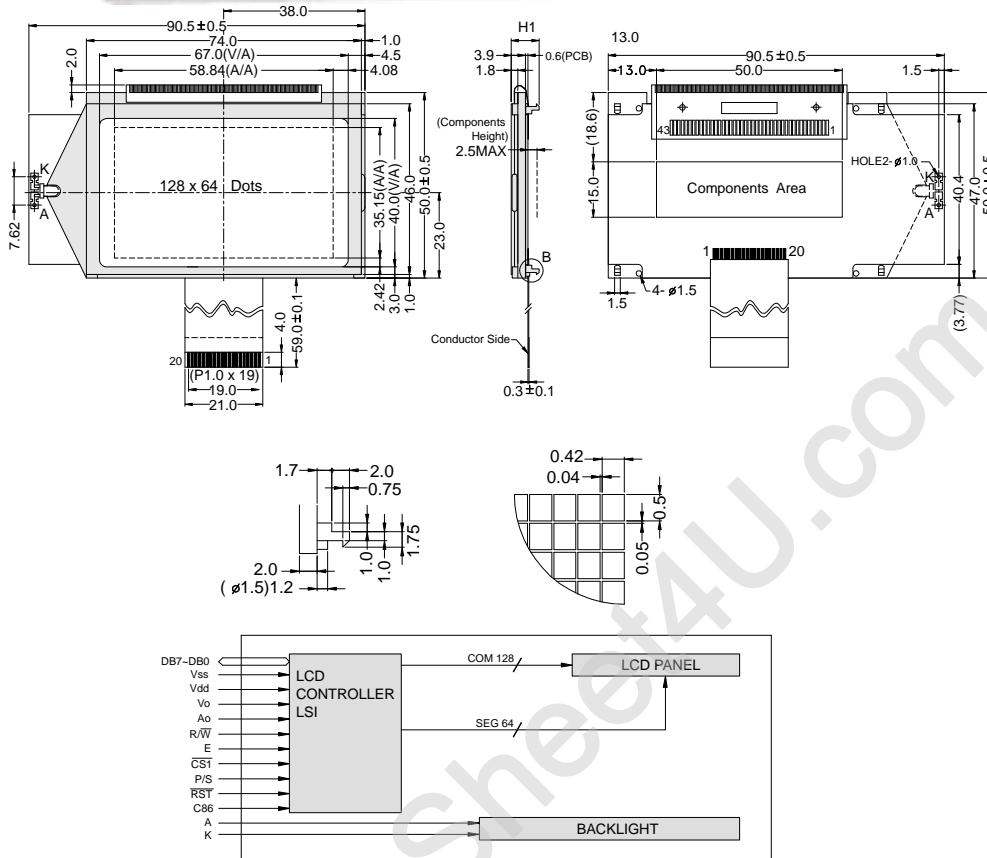 38.0
90.5±0.5
74.0
1.0
67.0(V/A)
4.5
58.84(A/A)
4.08
2.0
K
A
7.62
128 x 64 Dots
35.15(A/A)
40.0(V/A)
46.0
50.0±0.5
23.0
2.42
3.0
1.0
4.0
59.0±0.1
20
1
(P1.0 x 19)
19.0
21.0
H1
3.9
0.6(PCB)
1.8
(Components
Height)
2.5MAX
B
Conductor Side
0.3±0.1
13.0
90.5±0.5
13.0
50.0
1.5
(18.6)
15.0
43
1
HOLE2-ø1.0
K
A
Components Area
40.4
47.0
50.0±0.5
1
20
4-ø1.5
1.5
(3.77)
1.7
2.0
0.75
1.0
1.0
1.75
2.0
(ø1.5)1.2
0.42
0.04
0.5
0.05
DB7~DB0
Vss
Vdd
Vo
Ao
R/W̅
E
C̅S̅1̅
P/S
R̅S̅T̅
C86
A
K
LCD
CONTROLLER
LSI
COM 128
LCD PANEL
SEG 64
BACKLIGHT
Sheet4U.com